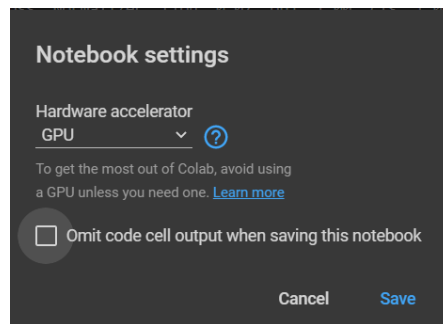 Notebook settings
Hardware accelerator
GPU
To get the most out of Colab, avoid using
a GPU unless you need one. Learn more
Omit code cell output when saving this notebook
Cancel Save